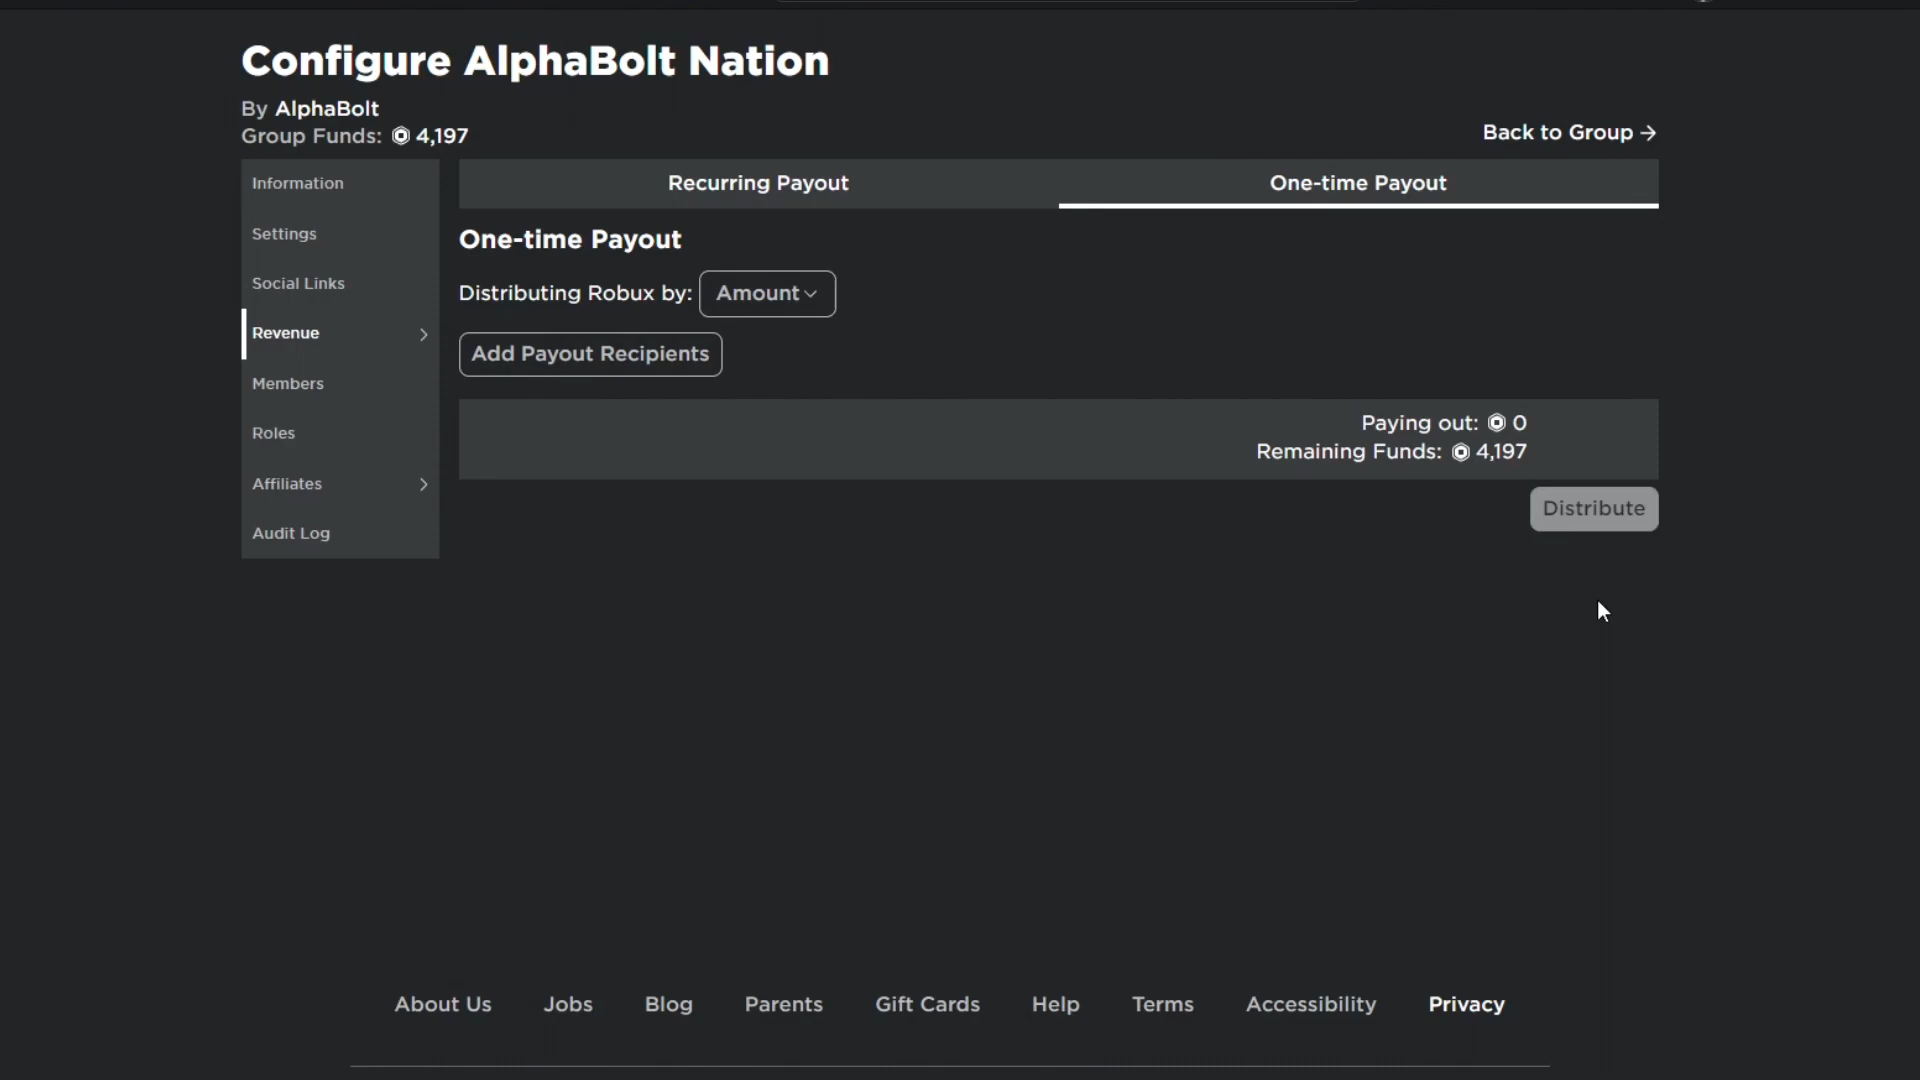 Configure AlphaBolt Nation
By AlphaBolt
Group Funds: 4,197
Back to Group →
Information
Settings
Social Links
Revenue
Members
Roles
Affiliates
Audit Log
Recurring Payout
One-time Payout
One-time Payout
Distributing Robux by: Amount
Add Payout Recipients
Paying out: 0
Remaining Funds: 4,197
Distribute
About Us Jobs Blog Parents Gift Cards Help Terms Accessibility Privacy